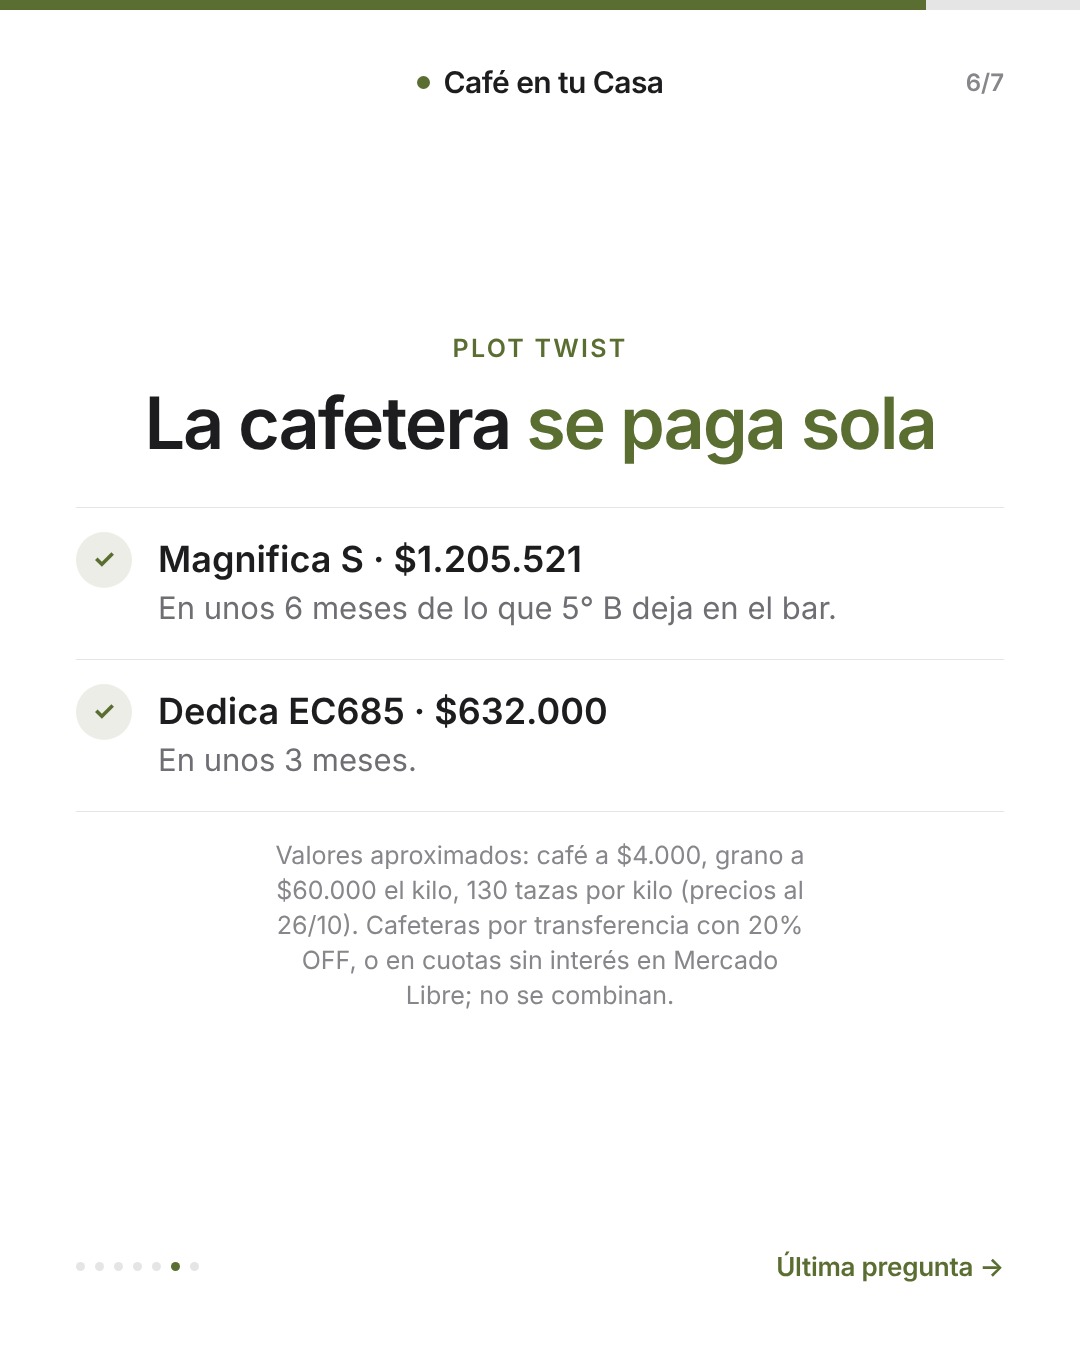 Café en tu Casa
6/7
PLOT TWIST
La cafetera se paga sola
Magnifica S · $1.205.521
En unos 6 meses de lo que 5° B deja en el bar.
Dedica EC685 · $632.000
En unos 3 meses.
Valores aproximados: café a $4.000, grano a
$60.000 el kilo, 130 tazas por kilo (precios al
26/10). Cafeteras por transferencia con 20%
OFF, o en cuotas sin interés en Mercado
Libre; no se combinan.
Última pregunta →